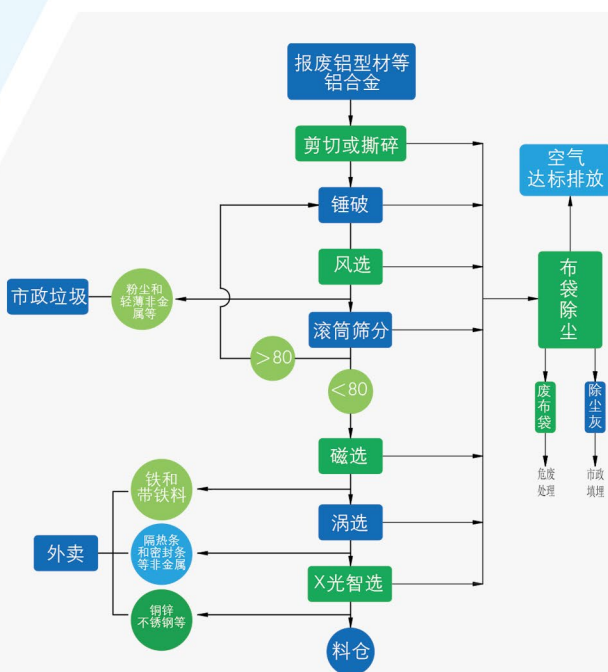 报废铝型材等
铝合金
剪切或撕碎
锤破
风选
市政垃圾
粉尘和
轻薄非金
属等
滚筒筛分
>80
<80
磁选
铁和
带铁料
涡选
外卖
隔热条
和密封条
等非金属
X光智选
铜锌
不锈钢等
料仓
空气
达标排放
布袋除尘
废布袋
除尘灰
危废
处理
市政
填埋